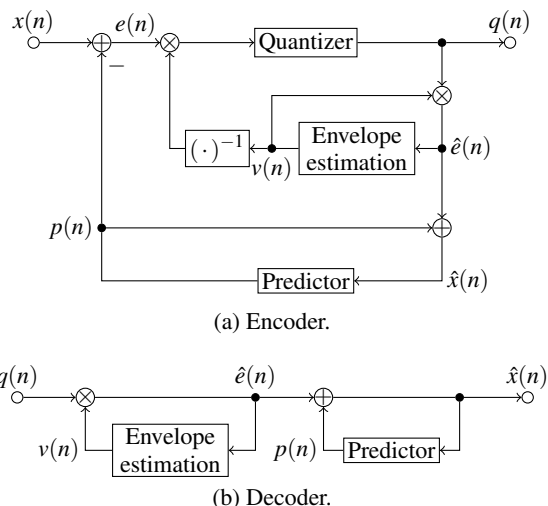 x(n) e(n) q(n)
Quantizer
−
(·)⁻¹ v(n) Envelope estimation ê(n)
p(n)
Predictor x̂(n)
(a) Encoder.
q(n) ê(n) x̂(n)
v(n) Envelope estimation p(n) Predictor
(b) Decoder.